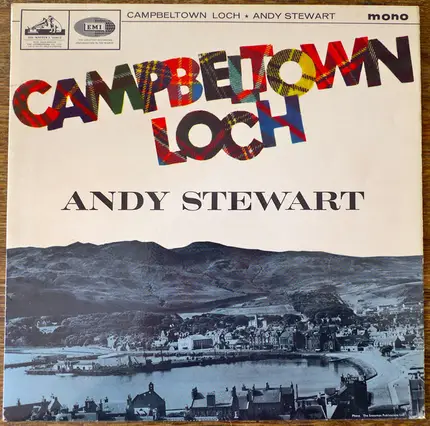 CAMPBELTOWN LOCH • ANDY STEWART
mono
EMI
CAMPBELTOWN
LOCH
ANDY STEWART